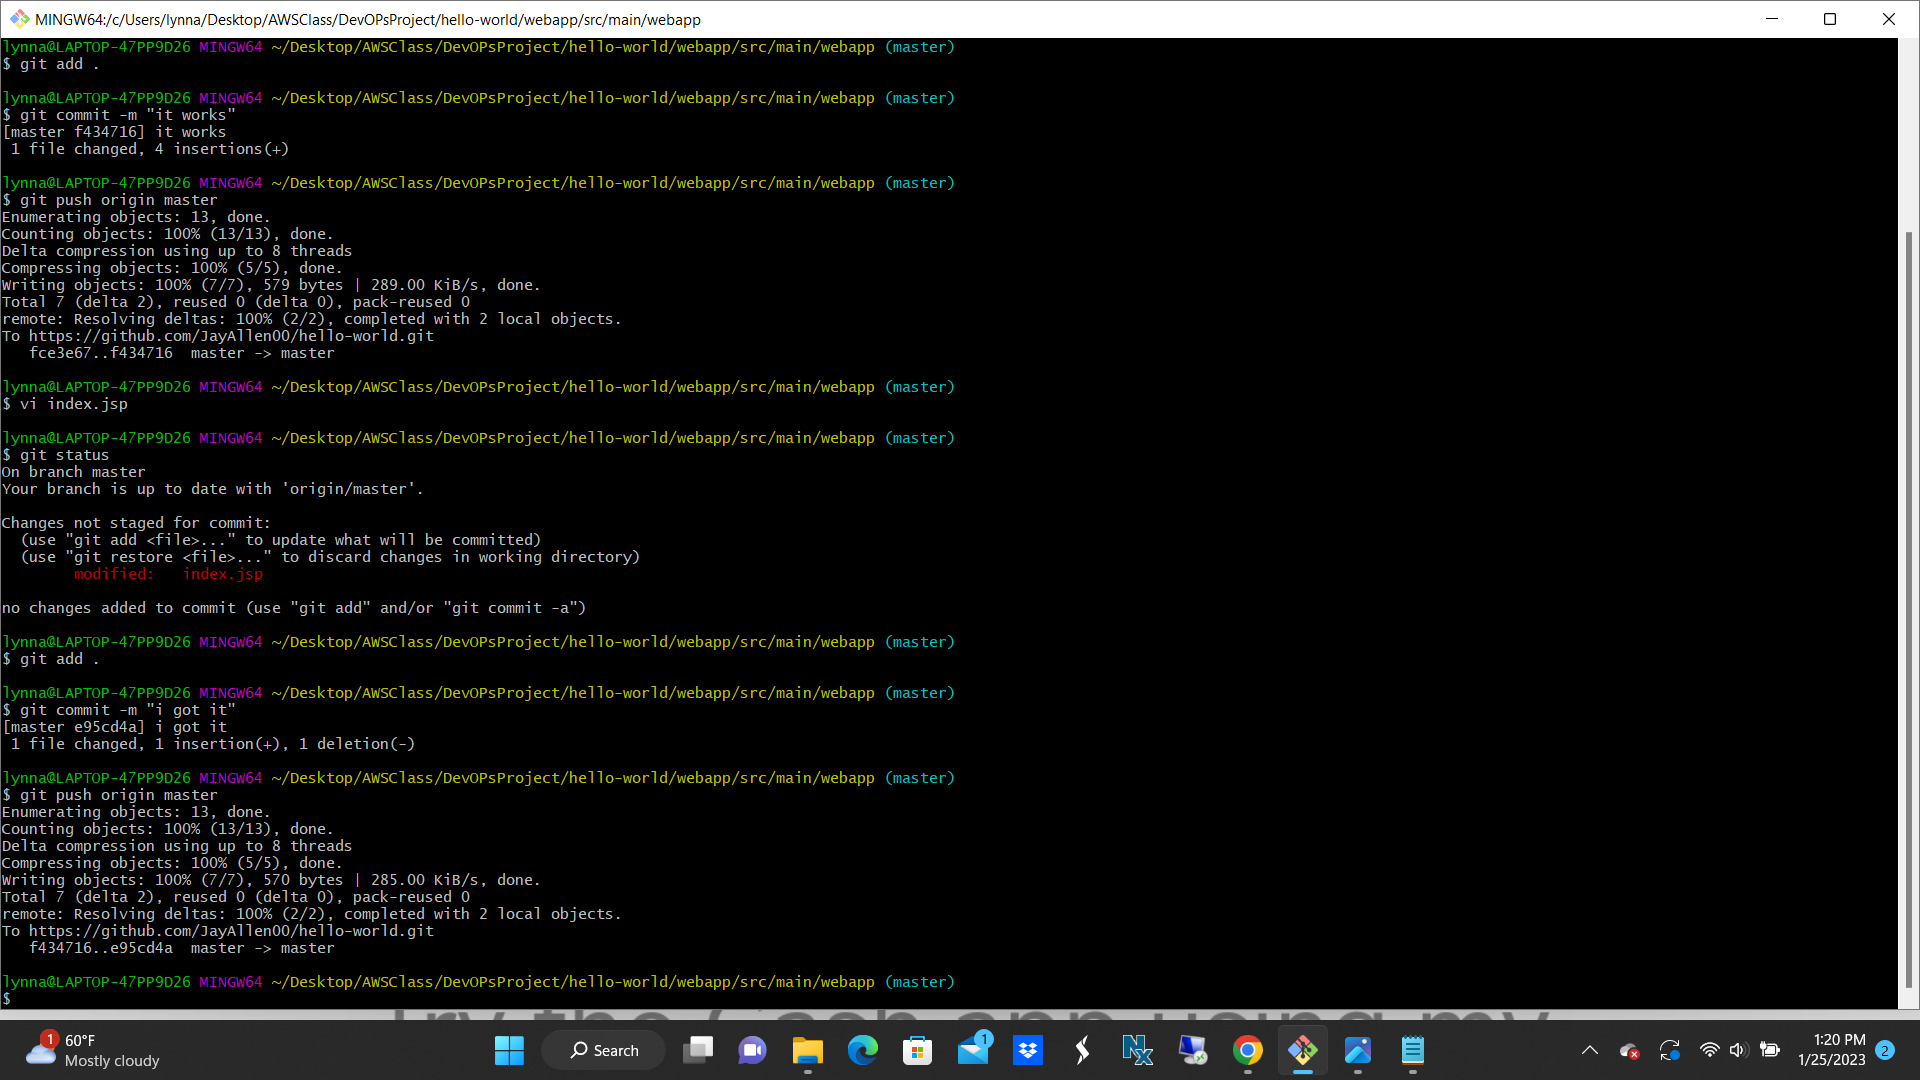 MINGW64:/c/Users/lynna/Desktop/AWSClass/DevOPsProject/hello-world/webapp/src/main/webapp
lynna@LAPTOP-47PP9D26 MINGW64 ~/Desktop/AWSClass/DevOPsProject/hello-world/webapp/src/main/webapp (master)
$ git add .
lynna@LAPTOP-47PP9D26 MINGW64 ~/Desktop/AWSClass/DevOPsProject/hello-world/webapp/src/main/webapp (master)
$ git commit -m "it works"
[master f434716] it works
 1 file changed, 4 insertions(+)
lynna@LAPTOP-47PP9D26 MINGW64 ~/Desktop/AWSClass/DevOPsProject/hello-world/webapp/src/main/webapp (master)
$ git push origin master
Enumerating objects: 13, done.
Counting objects: 100% (13/13), done.
Delta compression using up to 8 threads
Compressing objects: 100% (5/5), done.
Writing objects: 100% (7/7), 579 bytes | 289.00 KiB/s, done.
Total 7 (delta 2), reused 0 (delta 0), pack-reused 0
remote: Resolving deltas: 100% (2/2), completed with 2 local objects.
To https://github.com/JayAllen00/hello-world.git
   fce3e67..f434716  master -> master
lynna@LAPTOP-47PP9D26 MINGW64 ~/Desktop/AWSClass/DevOPsProject/hello-world/webapp/src/main/webapp (master)
$ vi index.jsp
lynna@LAPTOP-47PP9D26 MINGW64 ~/Desktop/AWSClass/DevOPsProject/hello-world/webapp/src/main/webapp (master)
$ git status
On branch master
Your branch is up to date with 'origin/master'.
Changes not staged for commit:
  (use "git add <file>..." to update what will be committed)
  (use "git restore <file>..." to discard changes in working directory)
        modified:   index.jsp
no changes added to commit (use "git add" and/or "git commit -a")
lynna@LAPTOP-47PP9D26 MINGW64 ~/Desktop/AWSClass/DevOPsProject/hello-world/webapp/src/main/webapp (master)
$ git add .
lynna@LAPTOP-47PP9D26 MINGW64 ~/Desktop/AWSClass/DevOPsProject/hello-world/webapp/src/main/webapp (master)
$ git commit -m "i got it"
[master e95cd4a] i got it
 1 file changed, 1 insertion(+), 1 deletion(-)
lynna@LAPTOP-47PP9D26 MINGW64 ~/Desktop/AWSClass/DevOPsProject/hello-world/webapp/src/main/webapp (master)
$ git push origin master
Enumerating objects: 13, done.
Counting objects: 100% (13/13), done.
Delta compression using up to 8 threads
Compressing objects: 100% (5/5), done.
Writing objects: 100% (7/7), 570 bytes | 285.00 KiB/s, done.
Total 7 (delta 2), reused 0 (delta 0), pack-reused 0
remote: Resolving deltas: 100% (2/2), completed with 2 local objects.
To https://github.com/JayAllen00/hello-world.git
   f434716..e95cd4a  master -> master
lynna@LAPTOP-47PP9D26 MINGW64 ~/Desktop/AWSClass/DevOPsProject/hello-world/webapp/src/main/webapp (master)
$
Try the Cash app using my
1
60°F
Mostly cloudy
Search
1
Nx
1:20 PM
1/25/2023
2